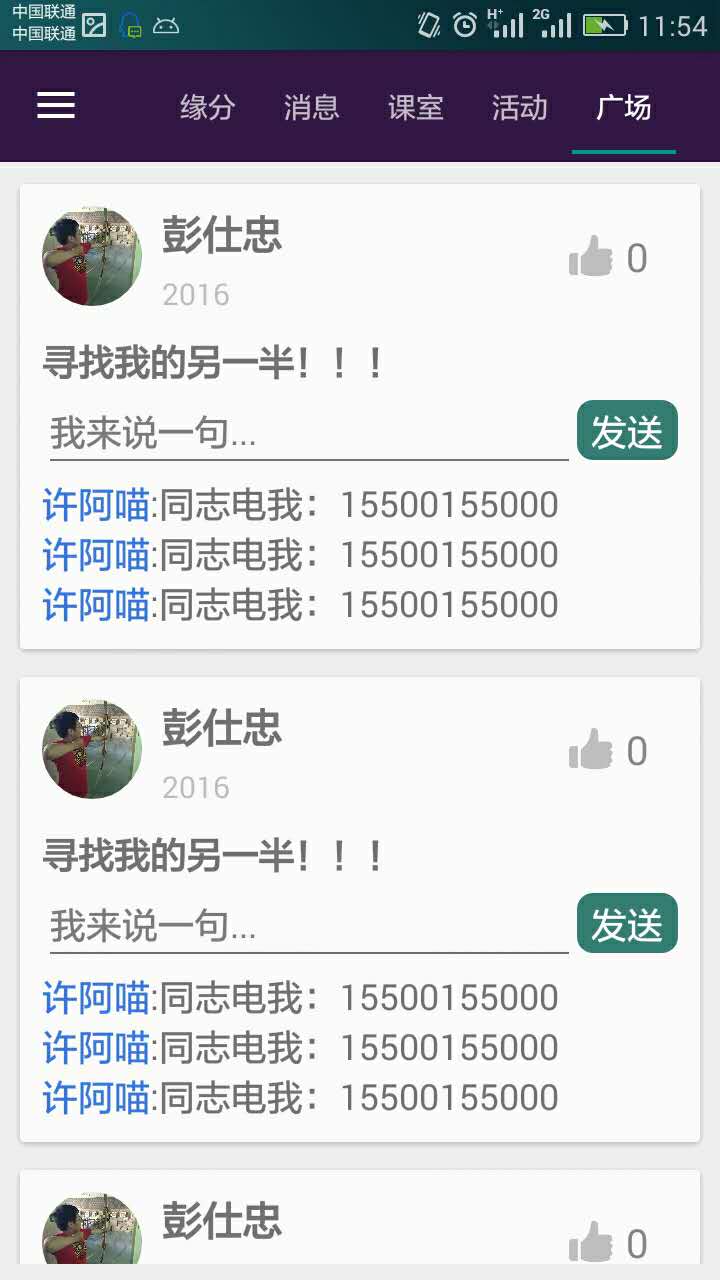 中国联通
中国联通
H+ 2G 11:54
缘分 消息 课室 活动 广场
彭仕忠
0
2016
寻找我的另一半！！！
我来说一句...
发送
许阿喵:同志电我：15500155000
许阿喵:同志电我：15500155000
许阿喵:同志电我：15500155000
彭仕忠
0
2016
寻找我的另一半！！！
我来说一句...
发送
许阿喵:同志电我：15500155000
许阿喵:同志电我：15500155000
许阿喵:同志电我：15500155000
彭仕忠
0